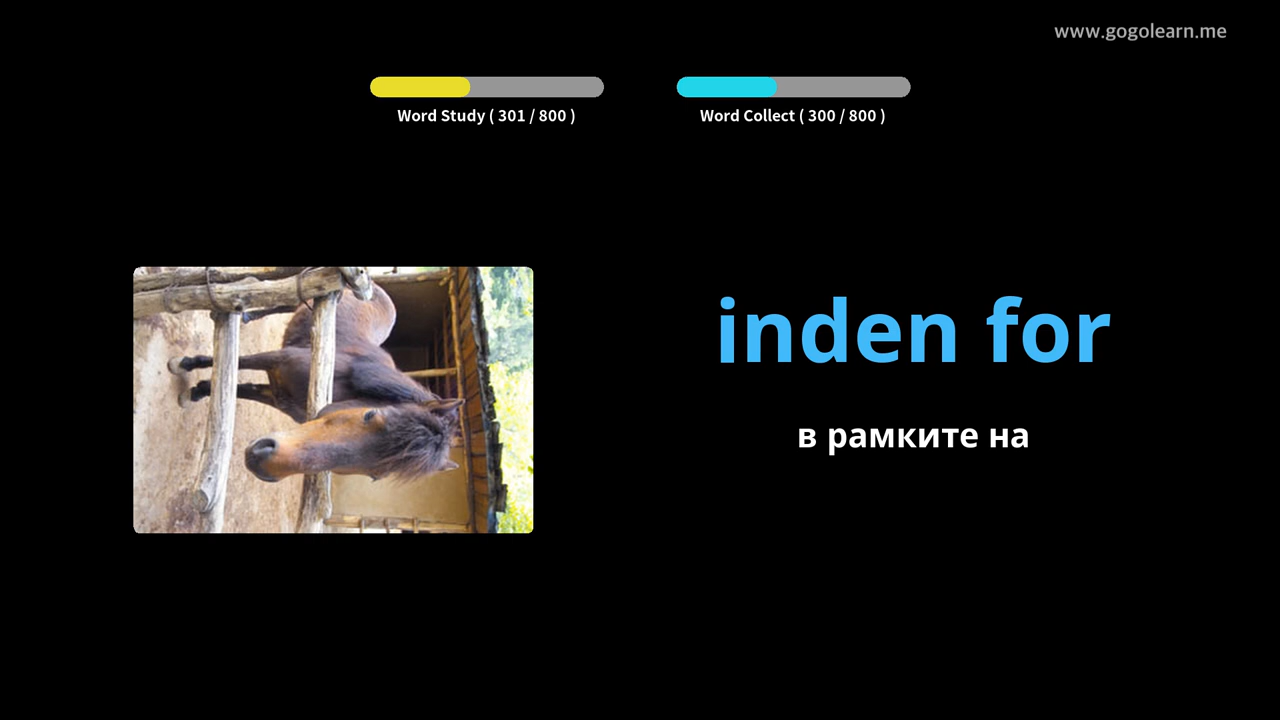 www.gogolearn.me
Word Study ( 301 / 800 )
Word Collect ( 300 / 800 )
inden for
в рамките на